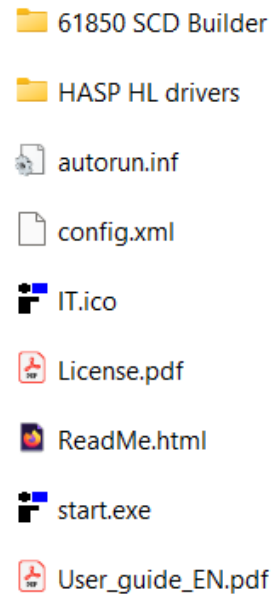 61850 SCD Builder
HASP HL drivers
autorun.inf
config.xml
IT.ico
License.pdf
ReadMe.html
start.exe
User_guide_EN.pdf